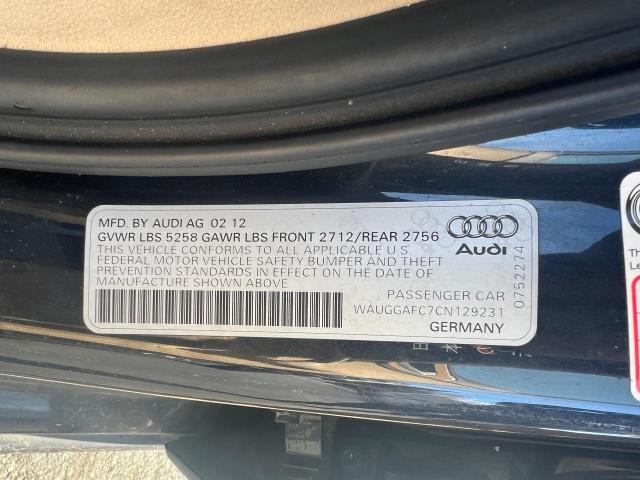 MFD. BY AUDI AG 02 12
GVWR LBS 5258 GAWR LBS FRONT 2712/REAR 2756
THIS VEHICLE CONFORMS TO ALL APPLICABLE U.S.
FEDERAL MOTOR VEHICLE SAFETY, BUMPER AND THEFT
PREVENTION STANDARDS IN EFFECT ON THE DATE OF
MANUFACTURE SHOWN ABOVE
Audi
0752274
PASSENGER CAR
WAUGGAFC7CN129231
GERMANY